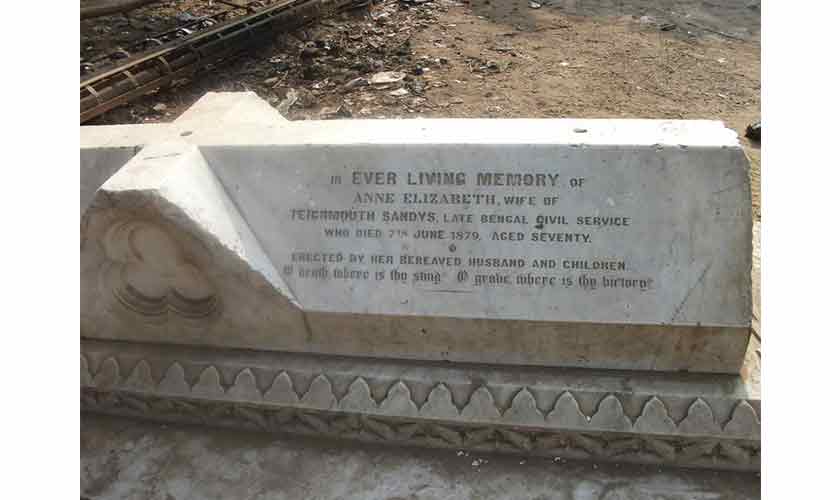 IN EVER LIVING MEMORY OF
ANNE ELIZABETH, WIFE OF
TEIGNMOUTH SANDYS, LATE BENGAL CIVIL SERVICE
WHO DIED 7TH JUNE 1879, AGED SEVENTY.
ERECTED BY HER BEREAVED HUSBAND AND CHILDREN.
O death where is thy sting? O grave, where is thy victory?